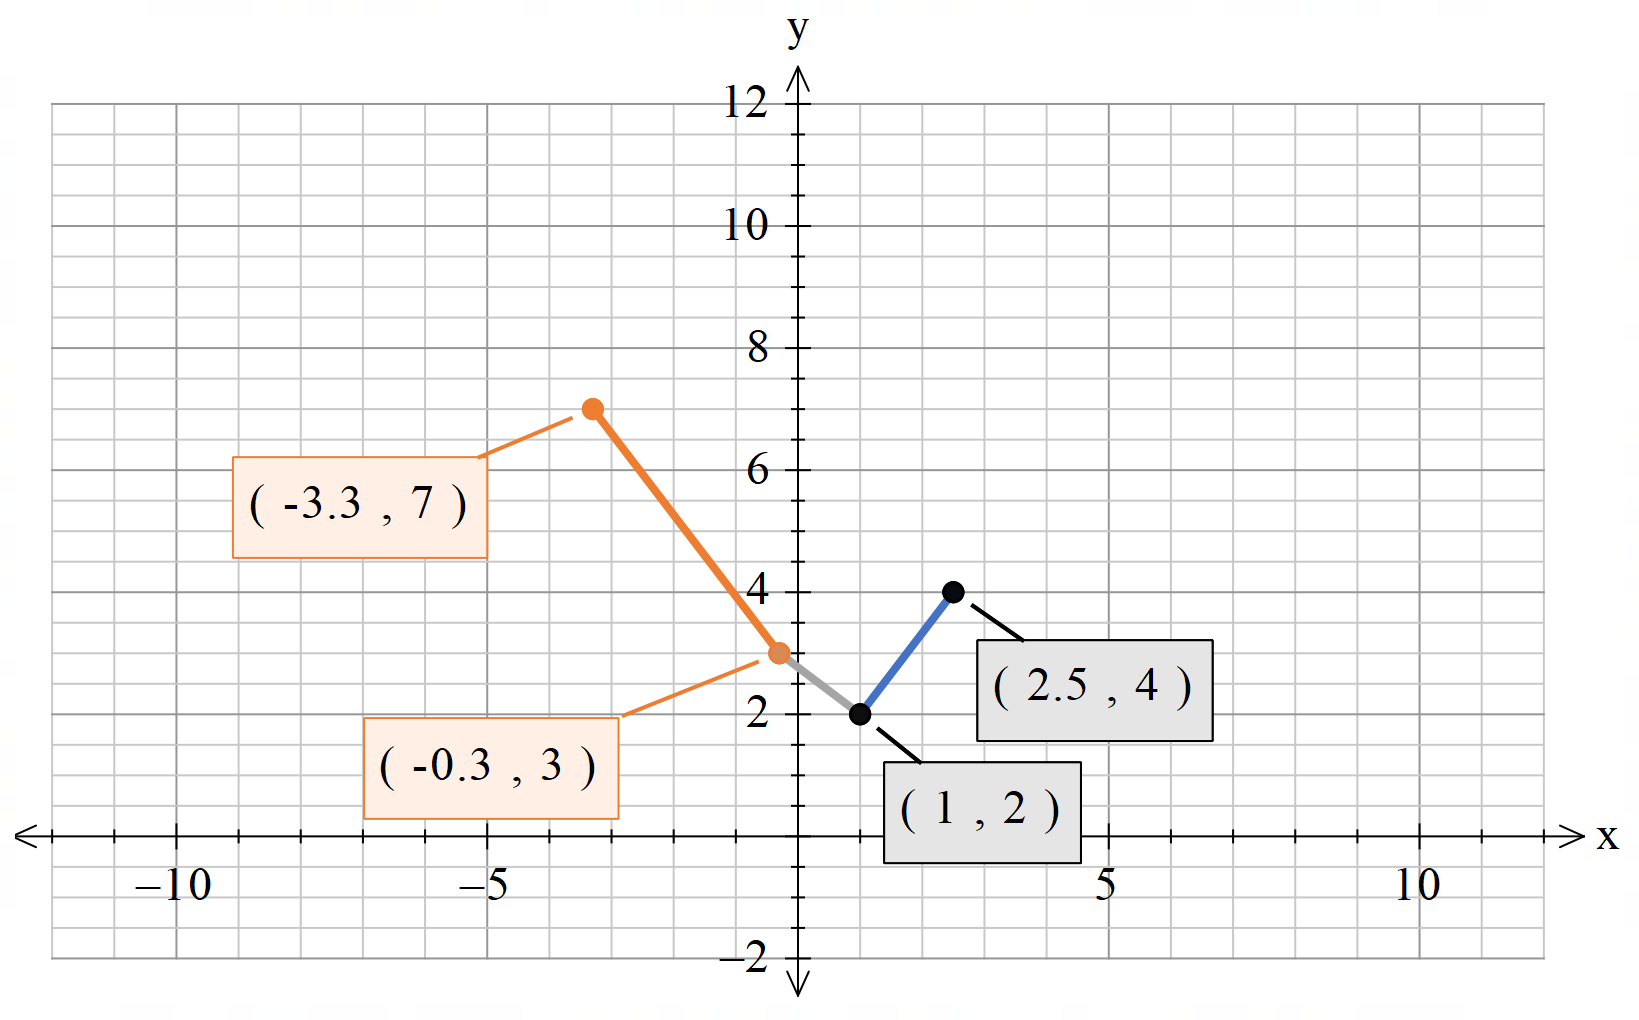 y
12
10
8
6
( -3.3 , 7 )
4
( 2.5 , 4 )
2
( -0.3 , 3 )
( 1 , 2 )
x
–10
–5
5
10
–2